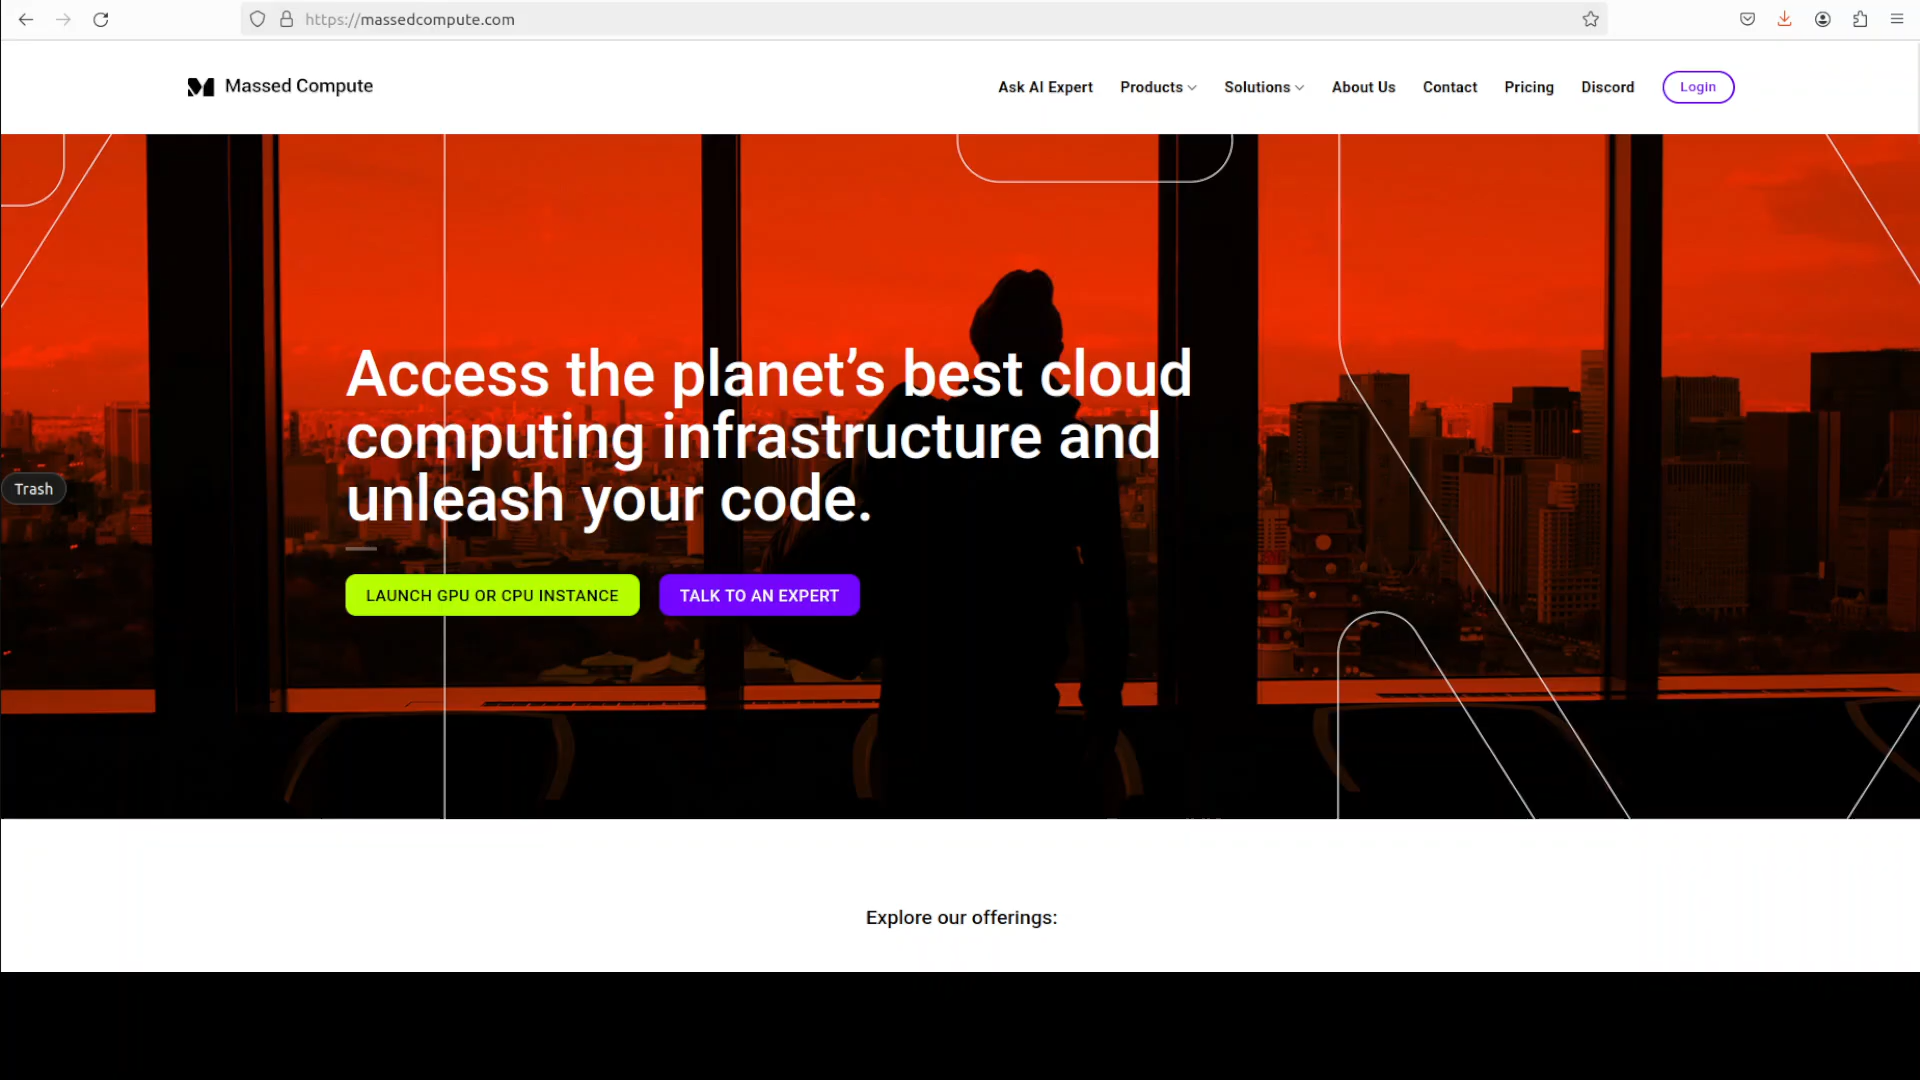 https://massedcompute.com
Massed Compute
Ask AI Expert
Products
Solutions
About Us
Contact
Pricing
Discord
Login
Access the planet’s best cloud
computing infrastructure and
unleash your code.
Trash
LAUNCH GPU OR CPU INSTANCE
TALK TO AN EXPERT
Explore our offerings: